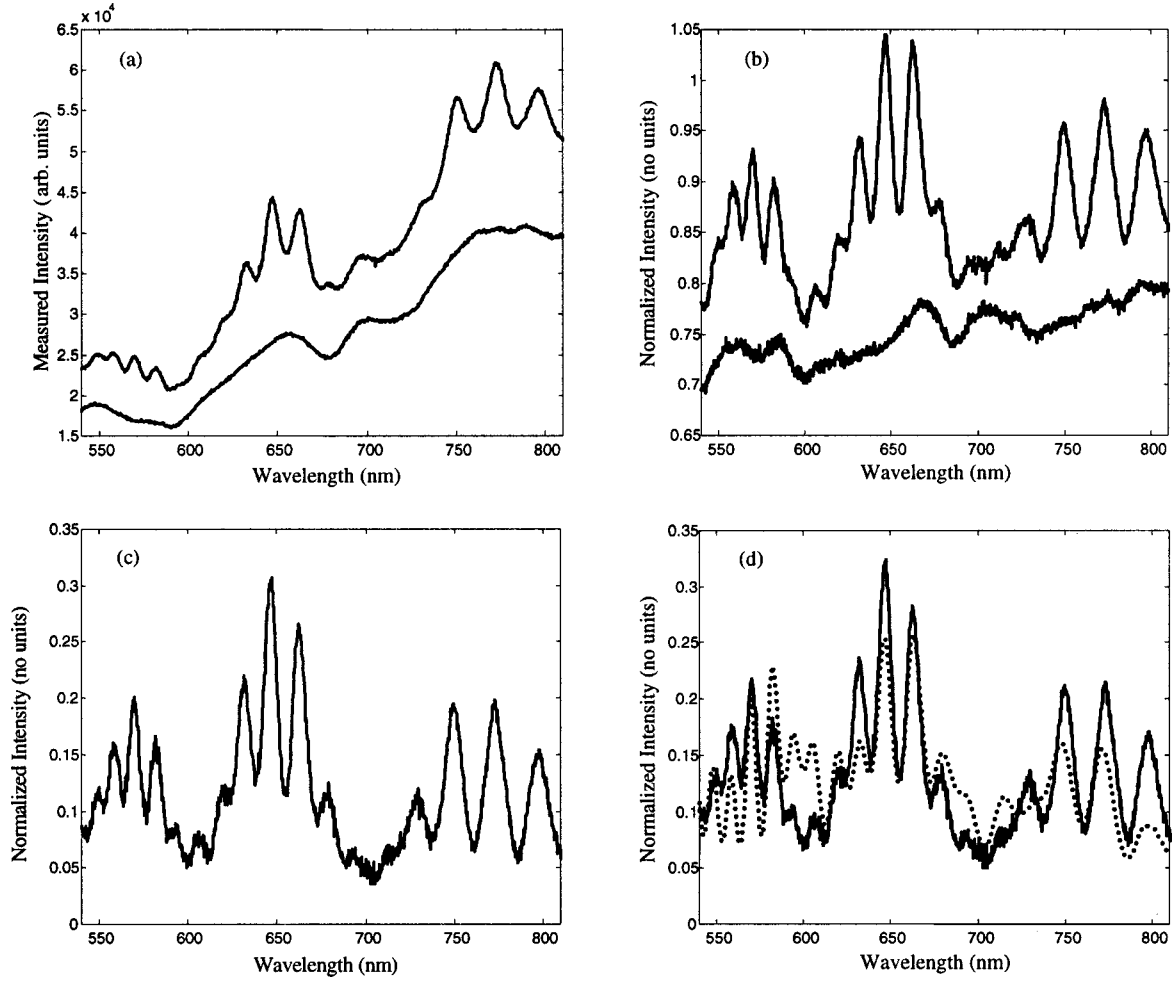 x 10⁴
6.5
6
5.5
5
4.5
4
3.5
3
2.5
2
1.5
(a)
Measured Intensity ( arb. units)
550 600 650 700 750 800
Wavelength (nm)
1.05
1
0.95
0.9
0.85
0.8
0.75
0.7
0.65
(b)
Normalized Intensity (no units)
550 600 650 700 750 800
Wavelength (nm)
0.35
0.3
0.25
0.2
0.15
0.1
0.05
0
(c)
Normalized Intensity (no units)
550 600 650 700 750 800
Wavelength (nm)
0.35
0.3
0.25
0.2
0.15
0.1
0.05
0
(d)
Normalized Intensity (no units)
550 600 650 700 750 800
Wavelength (nm)